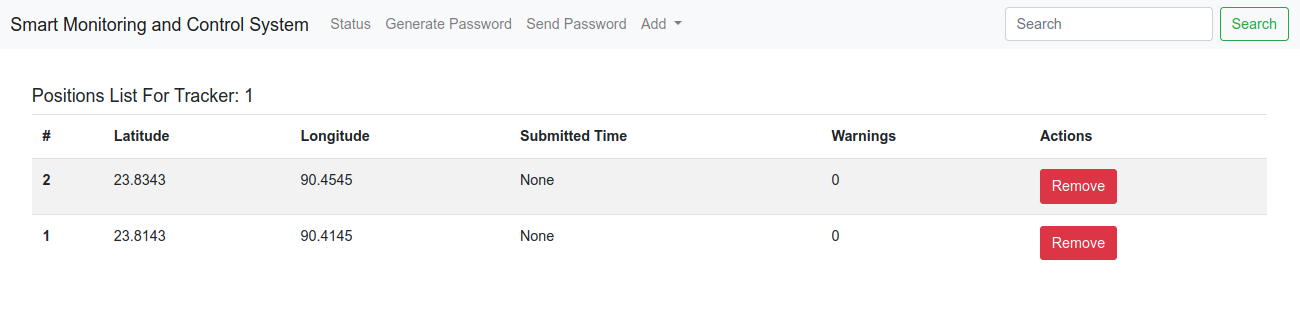 Smart Monitoring and Control System Status Generate Password Send Password Add Search Search
Positions List For Tracker: 1
# Latitude Longitude Submitted Time Warnings Actions
2 23.8343 90.4545 None 0 Remove
1 23.8143 90.4145 None 0 Remove